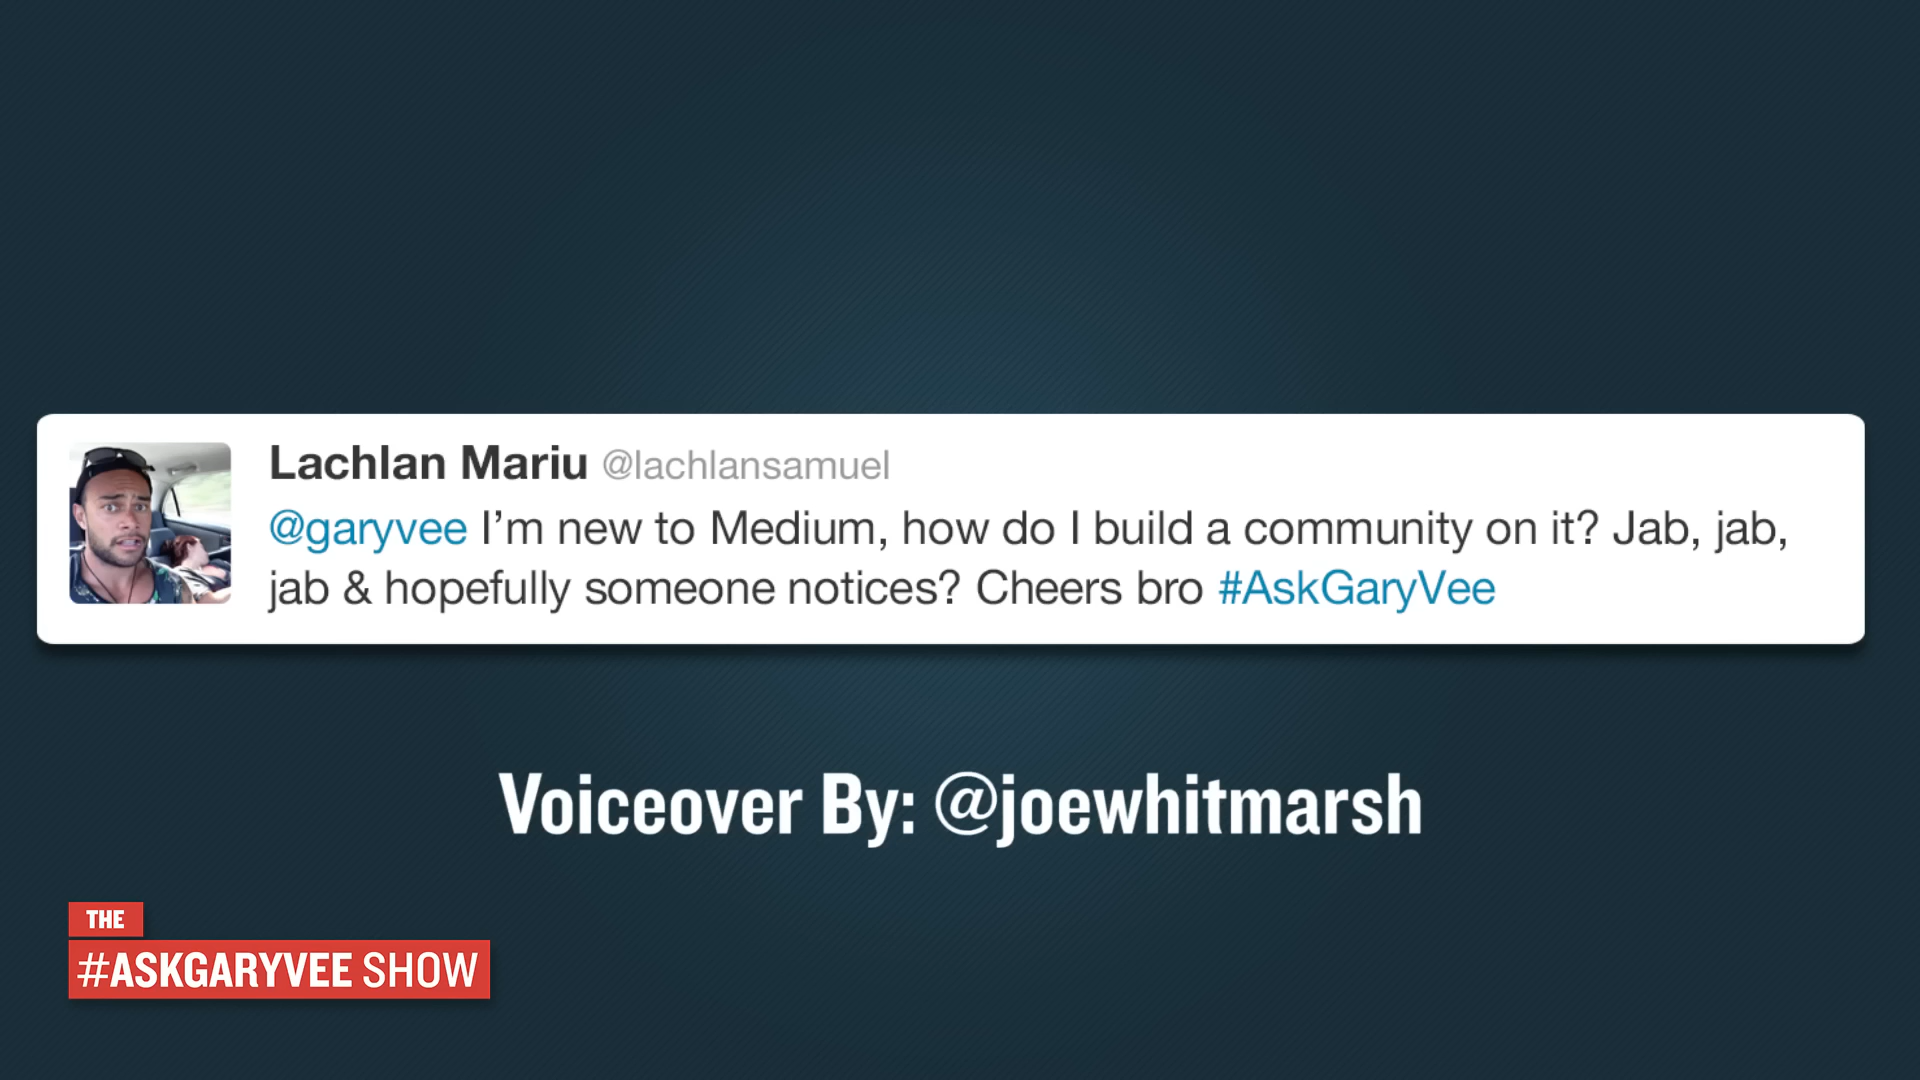 Lachlan Mariu @lachlansamuel
@garyvee I’m new to Medium, how do I build a community on it? Jab, jab,
jab & hopefully someone notices? Cheers bro #AskGaryVee
Voiceover By: @joewhitmarsh
THE
#ASKGARYVEE SHOW